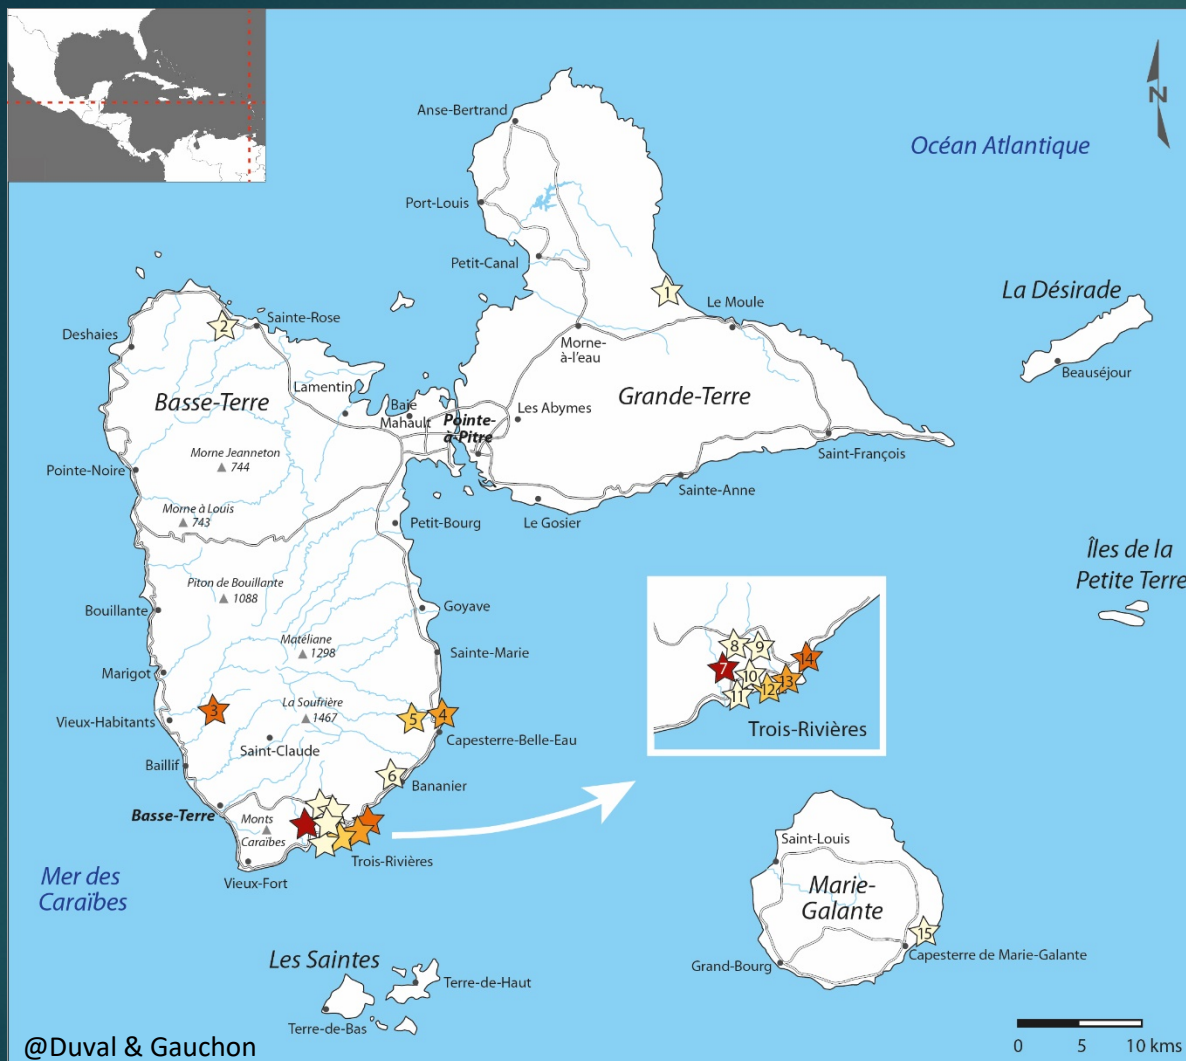 N
Océan Atlantique
Anse-Bertrand
Port-Louis
Petit-Canal
1
Le Moule
La Désirade
Beauséjour
2
Sainte-Rose
Deshaies
Morne-
à-l'eau
Lamentin
Basse-Terre
Baie
Mahault
Pointe-
à-Pitre
Les Abymes
Grande-Terre
Saint-François
Morne Jeanneton
744
Pointe-Noire
Sainte-Anne
Le Gosier
Morne à Louis
743
Petit-Bourg
Îles de la
Petite Terre
Piton de Bouillante
1088
Bouillante
Goyave
Matéliane
1298
Sainte-Marie
Marigot
3
La Soufrière
1467
5
4
Vieux-Habitants
Saint-Claude
Capesterre-Belle-Eau
Baillif
6
Bananier
Basse-Terre
Monts
Caraïbes
Trois-Rivières
Vieux-Fort
8
9
7
10
11
12
13
14
Trois-Rivières
Mer des
Caraïbes
Saint-Louis
Marie-
Galante
15
Capesterre de Marie-Galante
Grand-Bourg
Les Saintes
Terre-de-Haut
Terre-de-Bas
0 5 10 kms
@Duval & Gauchon